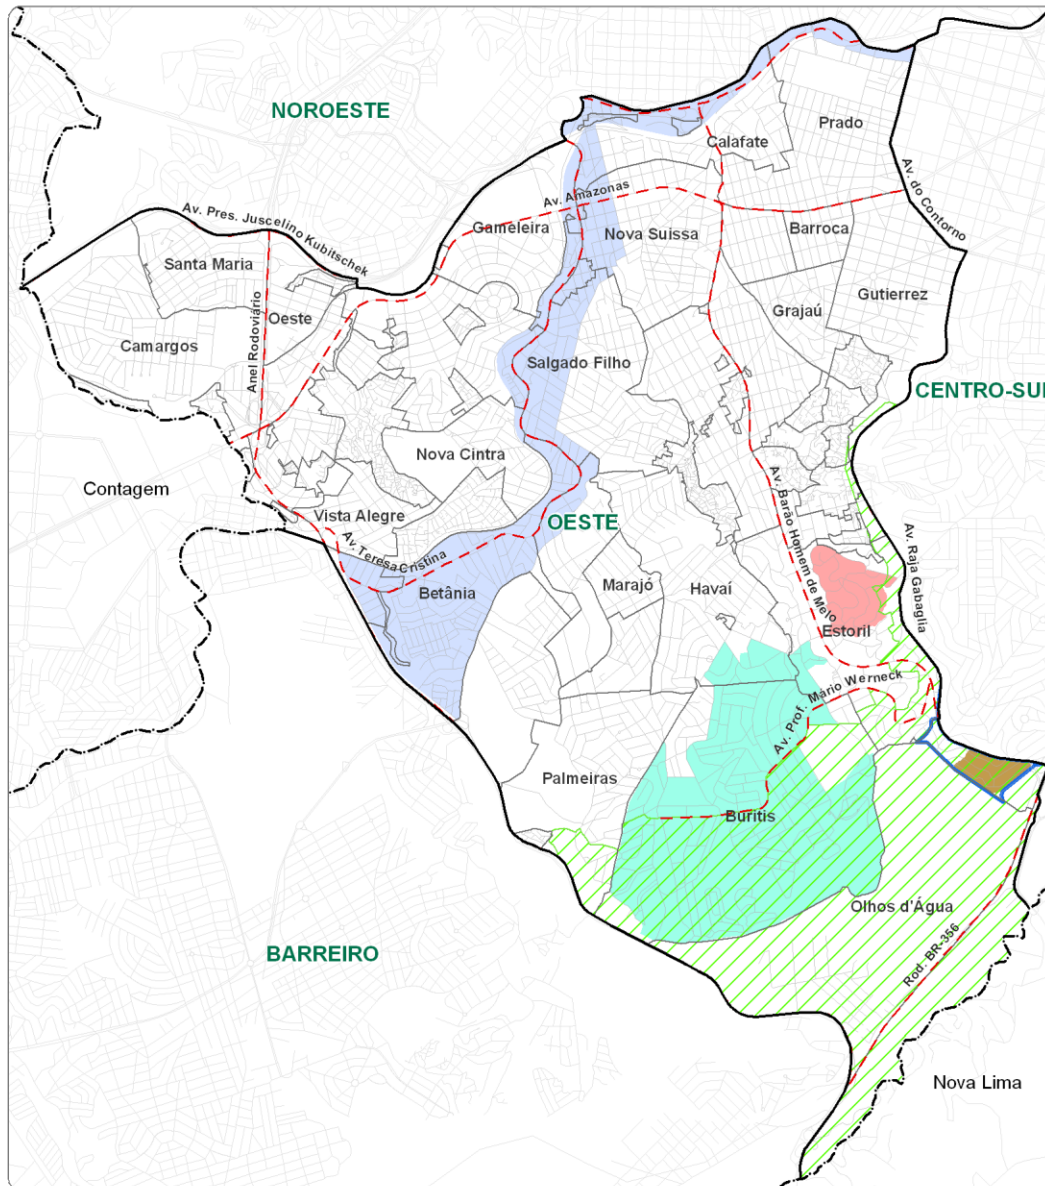 NOROESTE
Prado
Calafate
Av. do Contorno
Av. Amazonas
Av. Pres. Juscelino Kubitschek
Gameleira
Nova Suissa
Barroca
Santa Maria
Gutierrez
Oeste
Grajaú
Camargos
Anel Rodoviário
Salgado Filho
CENTRO-SUL
Nova Cintra
Contagem
Vista Alegre
OESTE
Av. Barão Homem de Melo
Av. Raja Gabaglia
Av. Teresa Cristina
Betânia
Marajó
Havaí
Estoril
Av. Prof. Mário Werneck
Palmeiras
Buritis
Olhos d'Água
BARREIRO
Rod. BR-356
Nova Lima